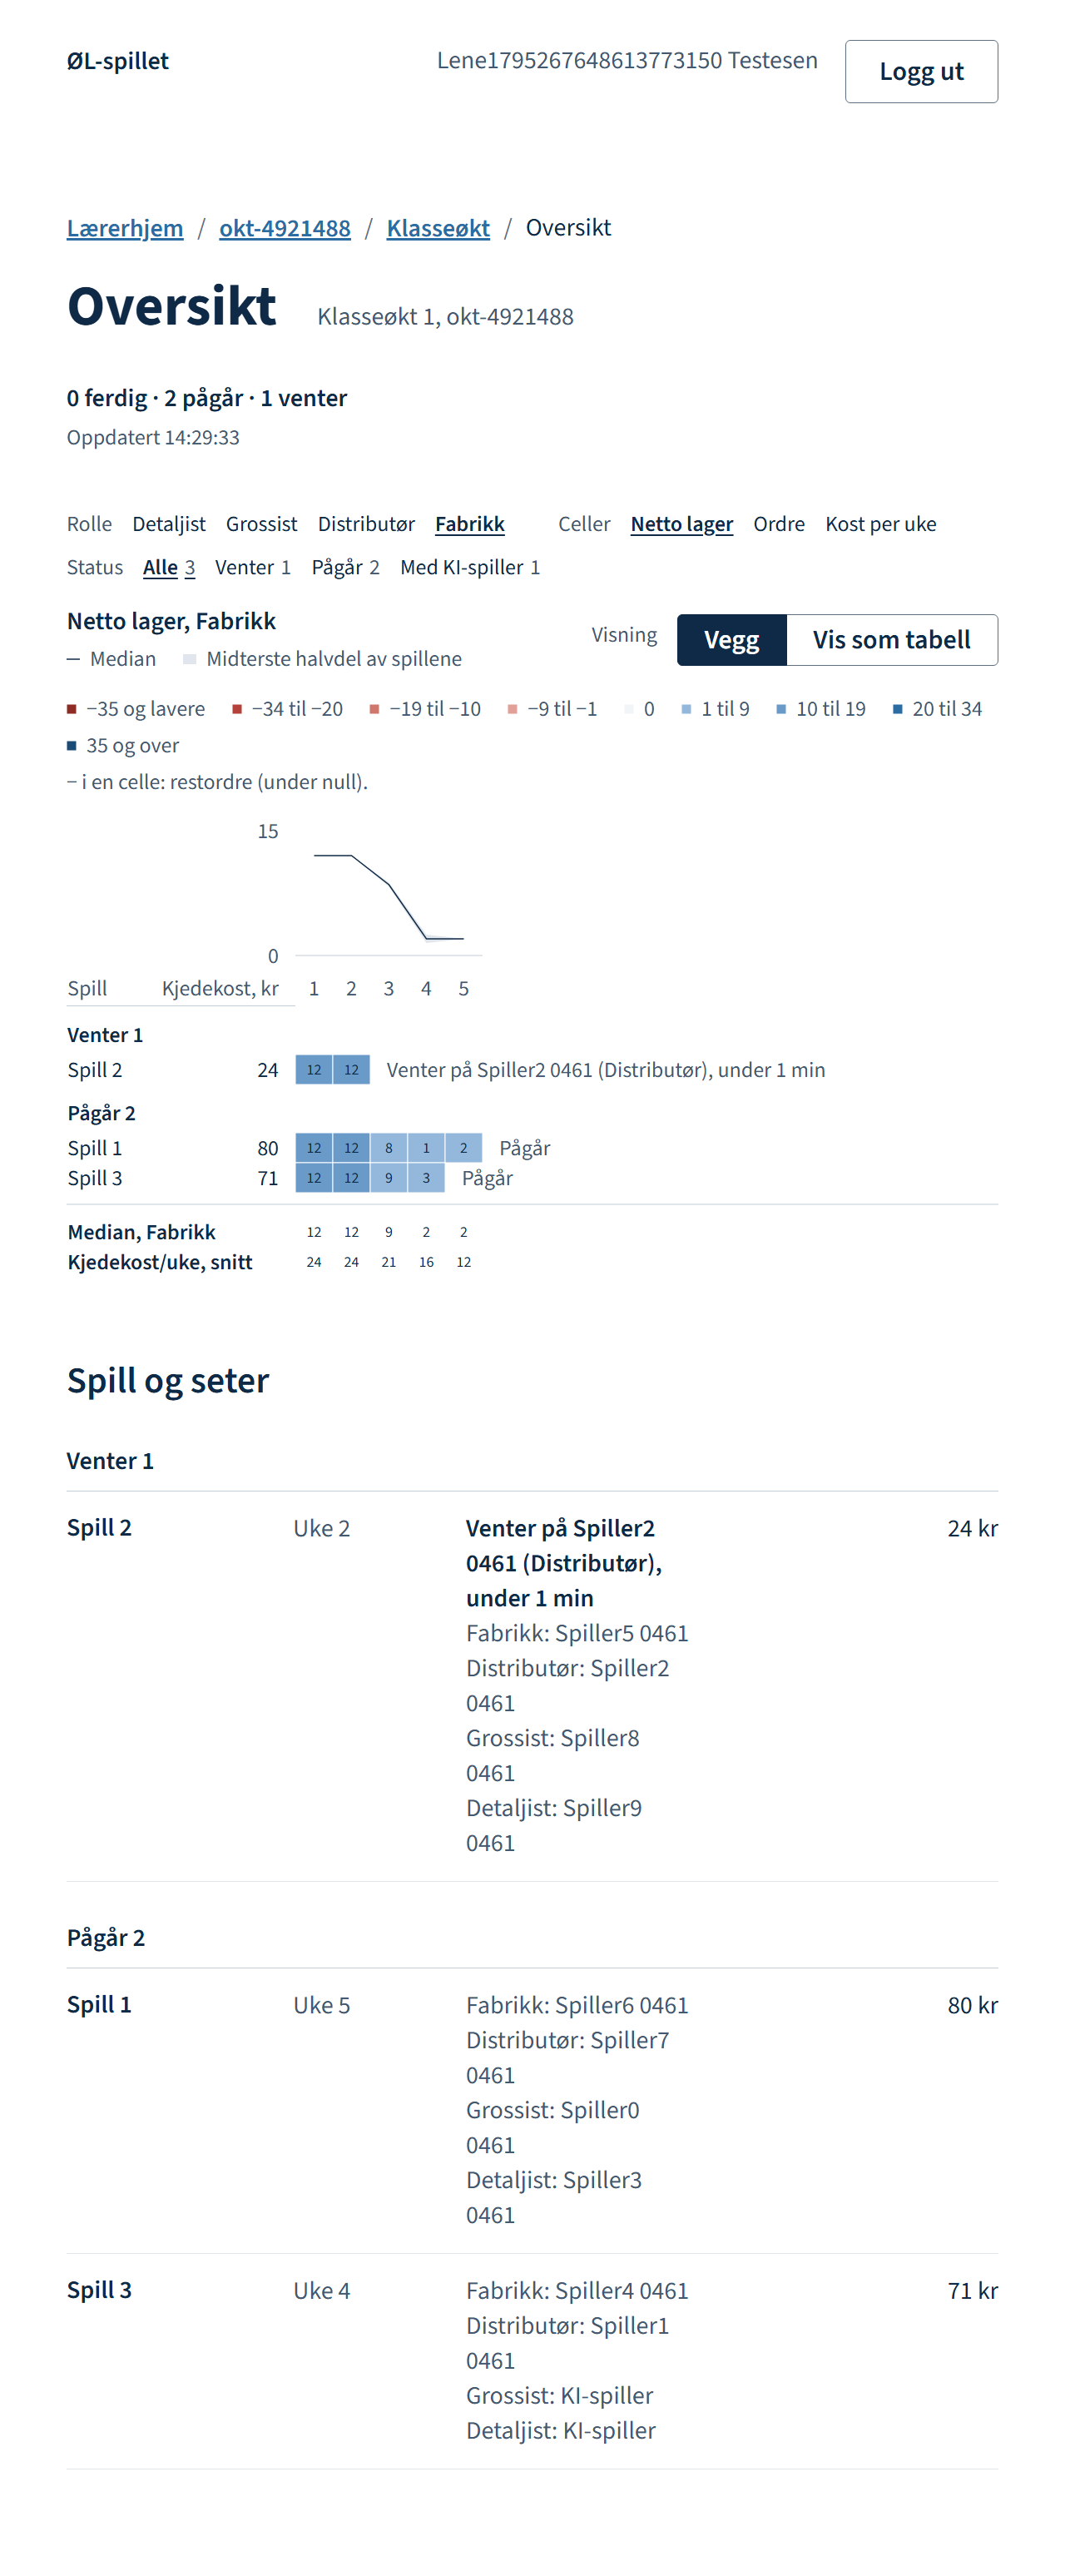 ØL-spillet Lene1795267648613773150 Testesen Logg ut
Lærerhjem / okt-4921488 / Klasseøkt / Oversikt
Oversikt Klasseøkt 1, okt-4921488
0 ferdig · 2 pågår · 1 venter
Oppdatert 14:29:33
Rolle Detaljist Grossist Distributør Fabrikk Celler Netto lager Ordre Kost per uke
Status Alle 3 Venter 1 Pågår 2 Med KI-spiller 1
Netto lager, Fabrikk
Visning Vegg Vis som tabell
Median Midterste halvdel av spillene
−35 og lavere −34 til −20 −19 til −10 −9 til −1 0 1 til 9 10 til 19 20 til 34
35 og over
− i en celle: restordre (under null).
15
0
Spill Kjedekost, kr 1 2 3 4 5
Venter 1
Spill 2 24 12 12 Venter på Spiller2 0461 (Distributør), under 1 min
Pågår 2
Spill 1 80 12 12 8 1 2 Pågår
Spill 3 71 12 12 9 3 Pågår
Median, Fabrikk 12 12 9 2 2
Kjedekost/uke, snitt 24 24 21 16 12
Spill og seter
Venter 1
Spill 2 Uke 2 Venter på Spiller2 24 kr
0461 (Distributør),
under 1 min
Fabrikk: Spiller5 0461
Distributør: Spiller2
0461
Grossist: Spiller8
0461
Detaljist: Spiller9
0461
Pågår 2
Spill 1 Uke 5 Fabrikk: Spiller6 0461 80 kr
Distributør: Spiller7
0461
Grossist: Spiller0
0461
Detaljist: Spiller3
0461
Spill 3 Uke 4 Fabrikk: Spiller4 0461 71 kr
Distributør: Spiller1
0461
Grossist: KI-spiller
Detaljist: KI-spiller